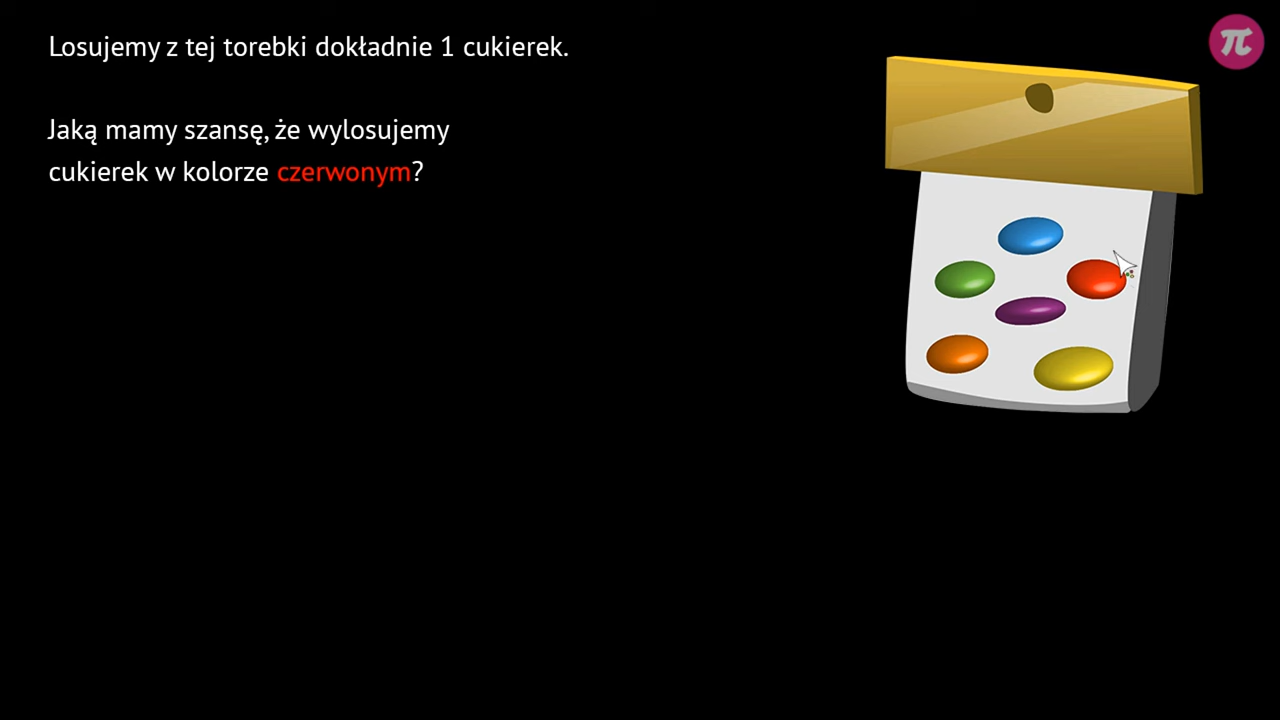 Losujemy z tej torebki dokładnie 1 cukierek.
Jaką mamy szansę, że wylosujemy
cukierek w kolorze czerwonym?
π